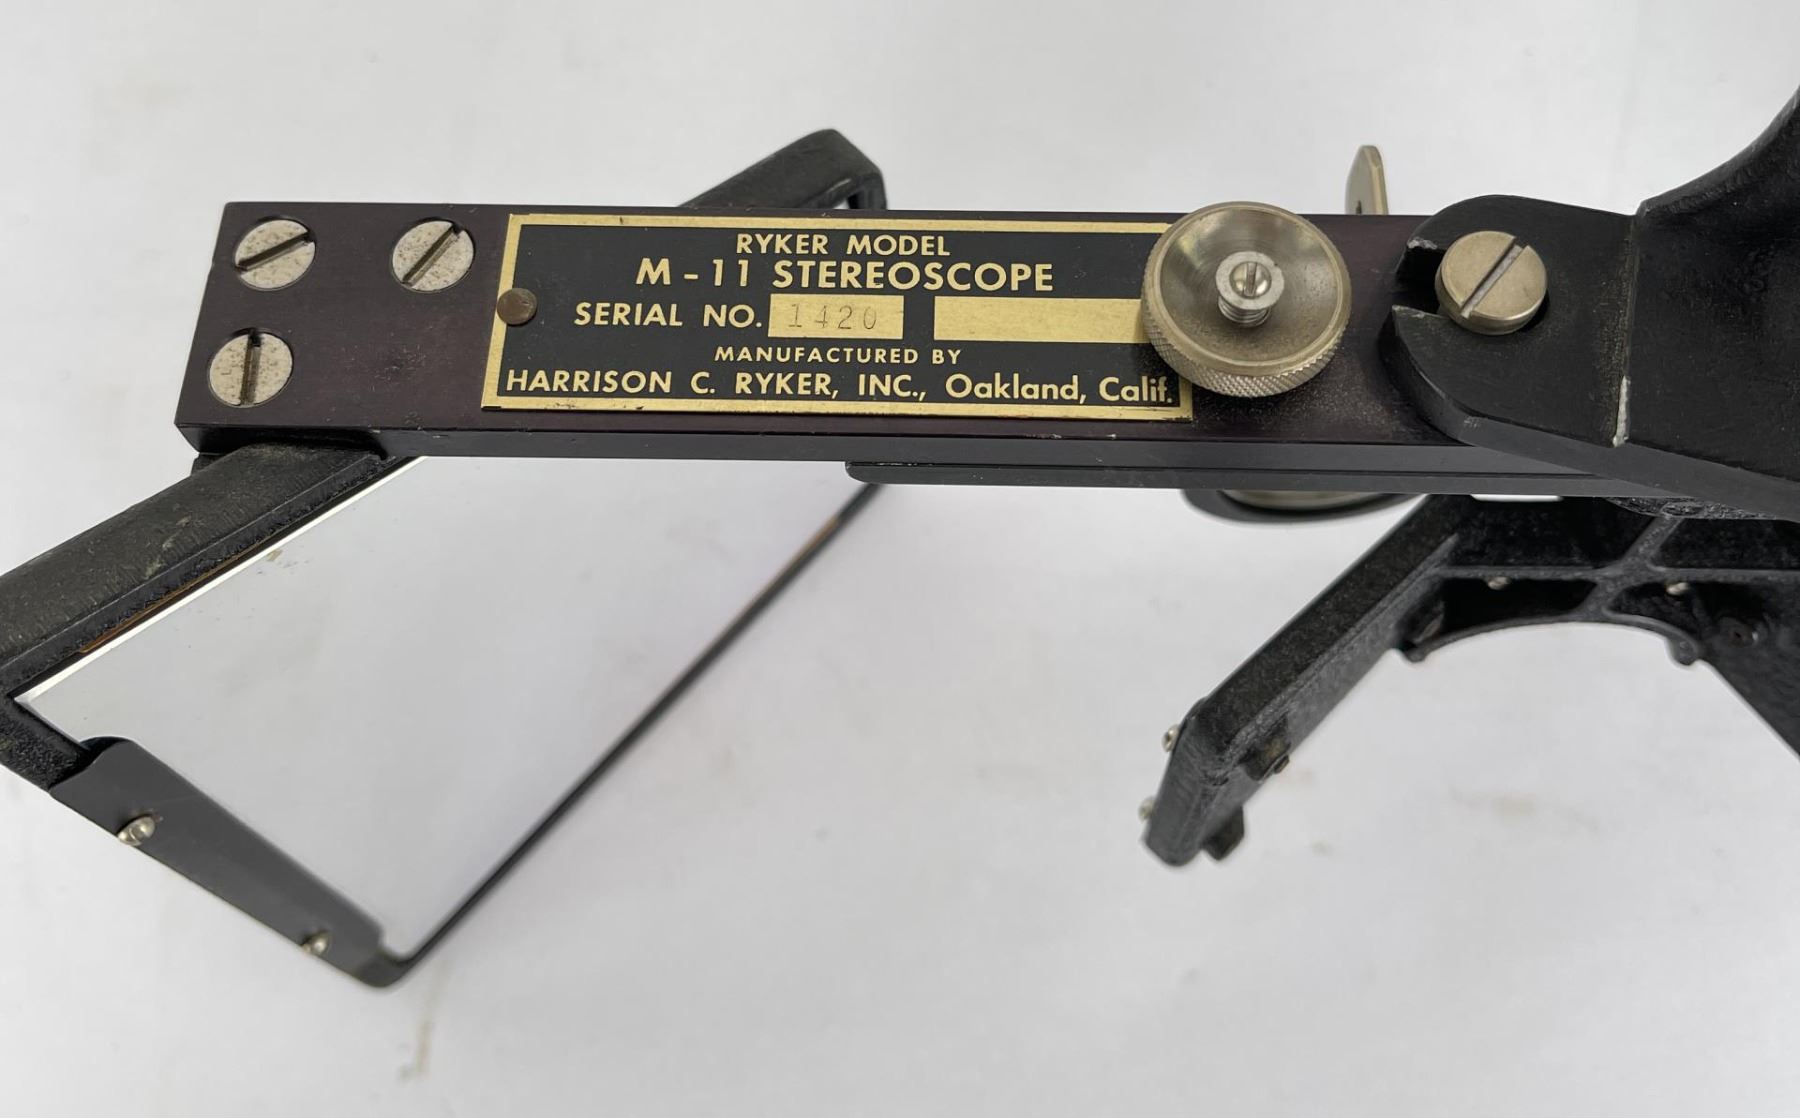 RYKER MODEL
M-11 STEREOSCOPE
SERIAL NO. 1420
MANUFACTURED BY
HARRISON C. RYKER, INC., Oakland, Calif.